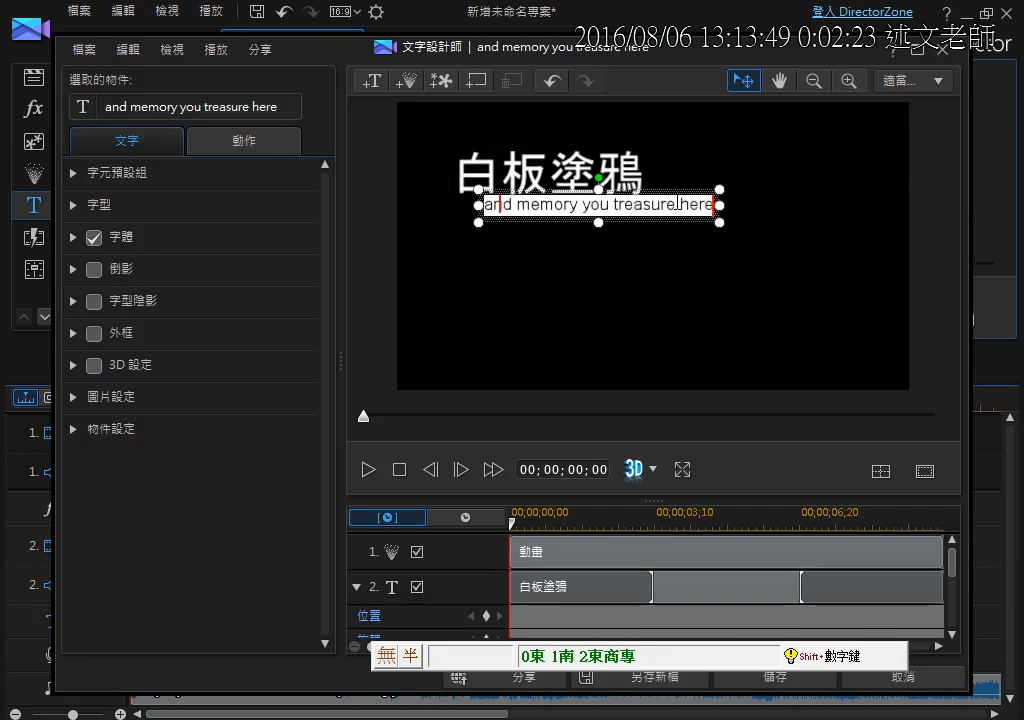 檔案 編輯 檢視 播放 16:9 新增未命名專案* 登入 DirectorZone ?
檔案 編輯 檢視 播放 分享 文字設計師 | and memory you treasure here
2016/08/06 13:13:49 0:02:23 述文老師
選取的物件:
T and memory you treasure here
文字 動作
適當...
字元預設組
字型
字體
倒影
字型陰影
外框
3D 設定
圖片設定
物件設定
白板塗鴉
and memory you treasure here
00;00;00;00 3D
00;00;00;00 00;00;03;10 00;00;06;20
1. 動畫
2. T 白板塗鴉
位置
1.
1.
2.
2.
無 半 0東 1南 2東商專 Shift+數字鍵
分享 另存新檔 儲存 取消